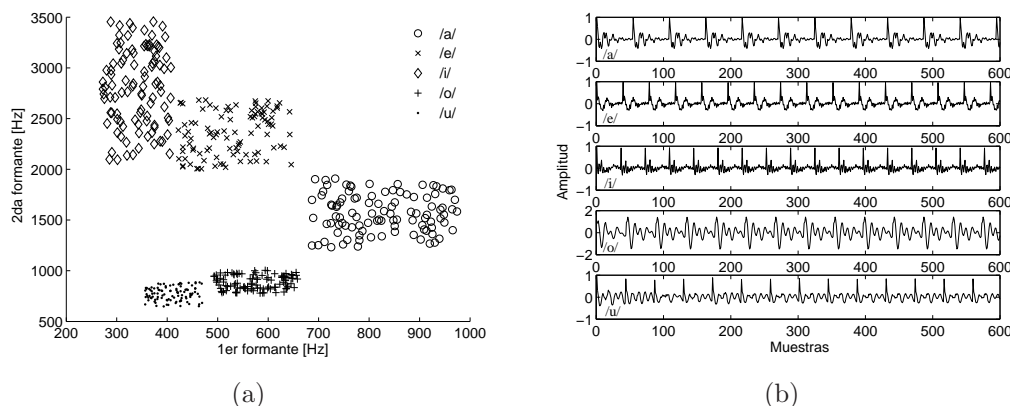 3500
3000
2500
2000
1500
1000
500
2da formante [Hz]
200 300 400 500 600 700 800 900 1000
1er formante [Hz]
/a/
/e/
/i/
/o/
/u/
(a)
Amplitud
1
0
−1
/a/
0 100 200 300 400 500 600
1
0
−1
/e/
0 100 200 300 400 500 600
1
0
−1
/i/
0 100 200 300 400 500 600
2
0
−2
/o/
0 100 200 300 400 500 600
1
0
−1
/u/
0 100 200 300 400 500 600
Muestras
(b)